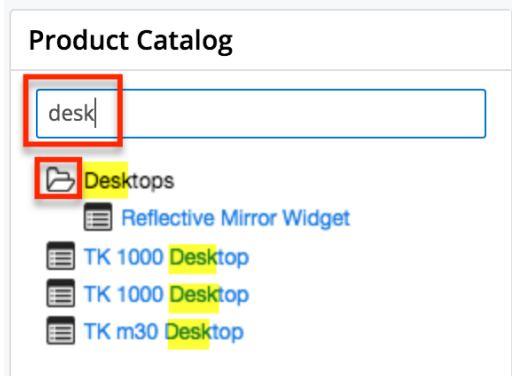 Product Catalog
desk
Desktops
Reflective Mirror Widget
TK 1000 Desktop
TK 1000 Desktop
TK m30 Desktop